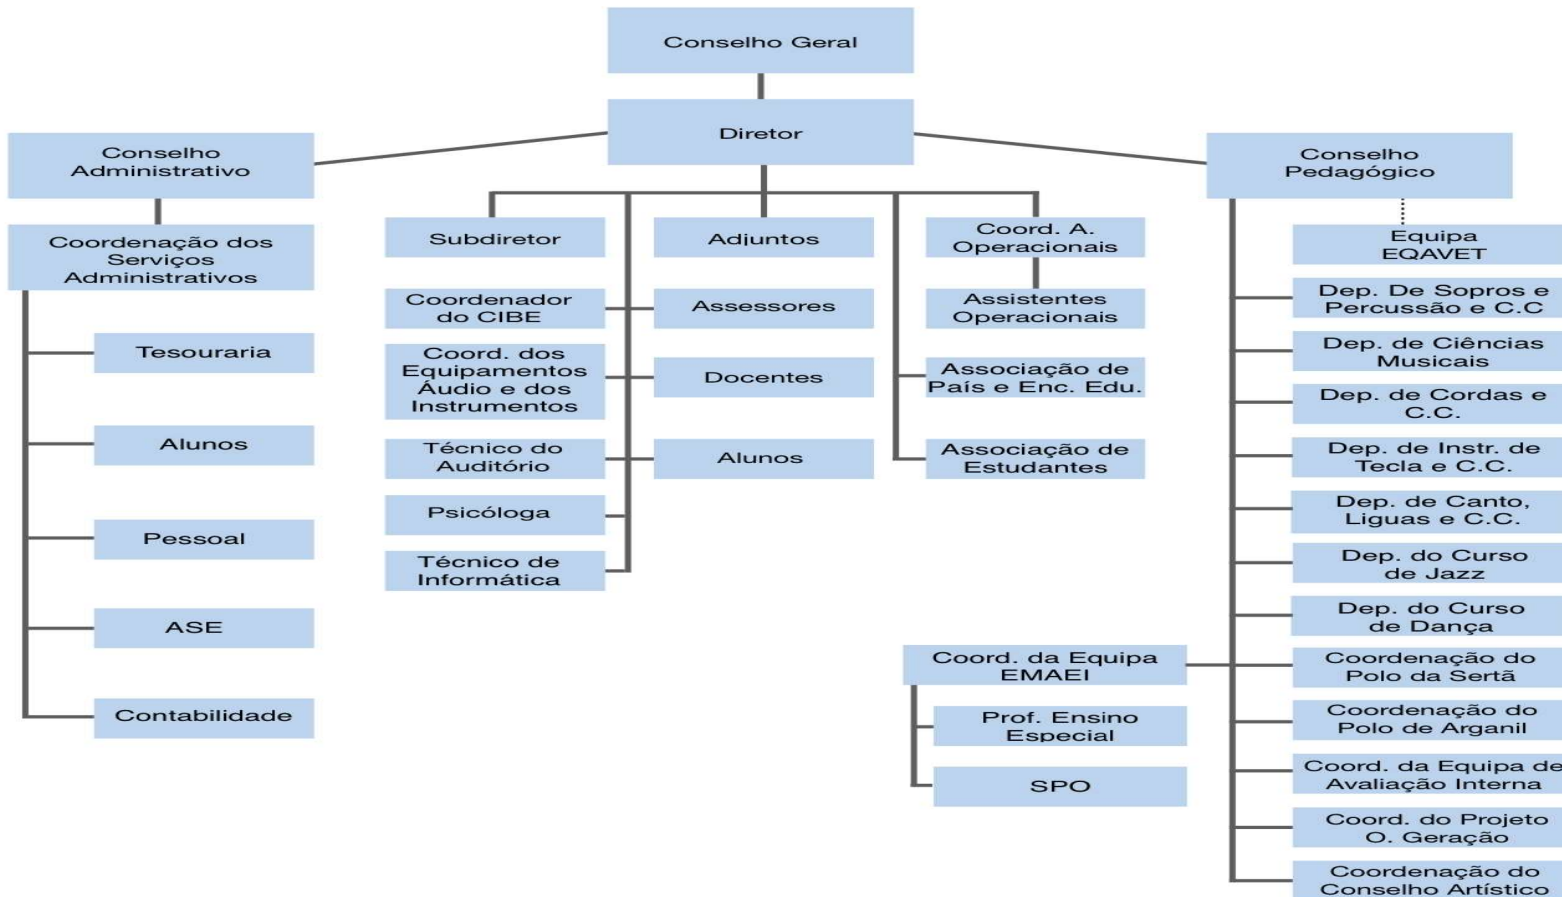 Conselho Geral
Diretor
Conselho
Administrativo
Coordenação dos
Serviços
Administrativos
Tesouraria
Alunos
Pessoal
ASE
Contabilidade
Subdiretor
Coordenador
do CIBE
Coord. dos
Equipamentos
Áudio e dos
Instrumentos
Técnico do
Auditório
Psicóloga
Técnico de
Informática
Adjuntos
Assessores
Docentes
Alunos
Coord. A.
Operacionais
Assistentes
Operacionais
Associação de
País e Enc. Edu.
Associação de
Estudantes
Conselho
Pedagógico
Equipa
EQAVET
Dep. De Sopros e
Percussão e C.C
Dep. de Ciências
Musicais
Dep. de Cordas e
C.C.
Dep. de Instr. de
Tecla e C.C.
Dep. de Canto,
Liguas e C.C.
Dep. do Curso
de Jazz
Dep. do Curso
de Dança
Coordenação do
Polo da Sertã
Coordenação do
Polo de Arganil
Coord. da Equipa de
Avaliação Interna
Coord. do Projeto
O. Geração
Coordenação do
Conselho Artístico
Coord. da Equipa
EMAEI
Prof. Ensino
Especial
SPO